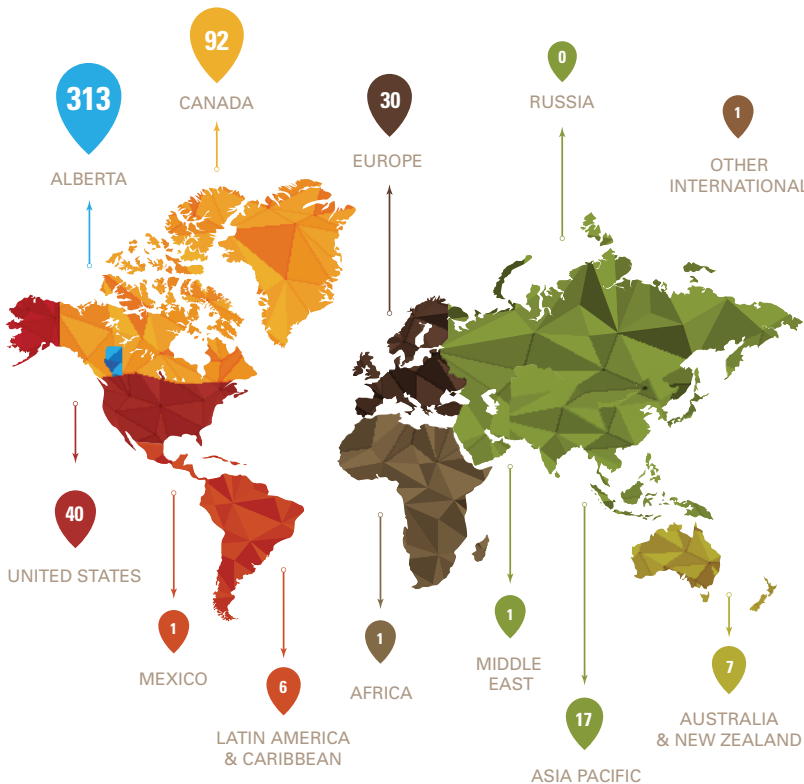 92
CANADA
313
ALBERTA
30
EUROPE
0
RUSSIA
1
OTHER
INTERNATIONAL
40
UNITED STATES
1
MEXICO
6
LATIN AMERICA
& CARIBBEAN
1
AFRICA
1
MIDDLE
EAST
17
ASIA PACIFIC
7
AUSTRALIA
& NEW ZEALAND